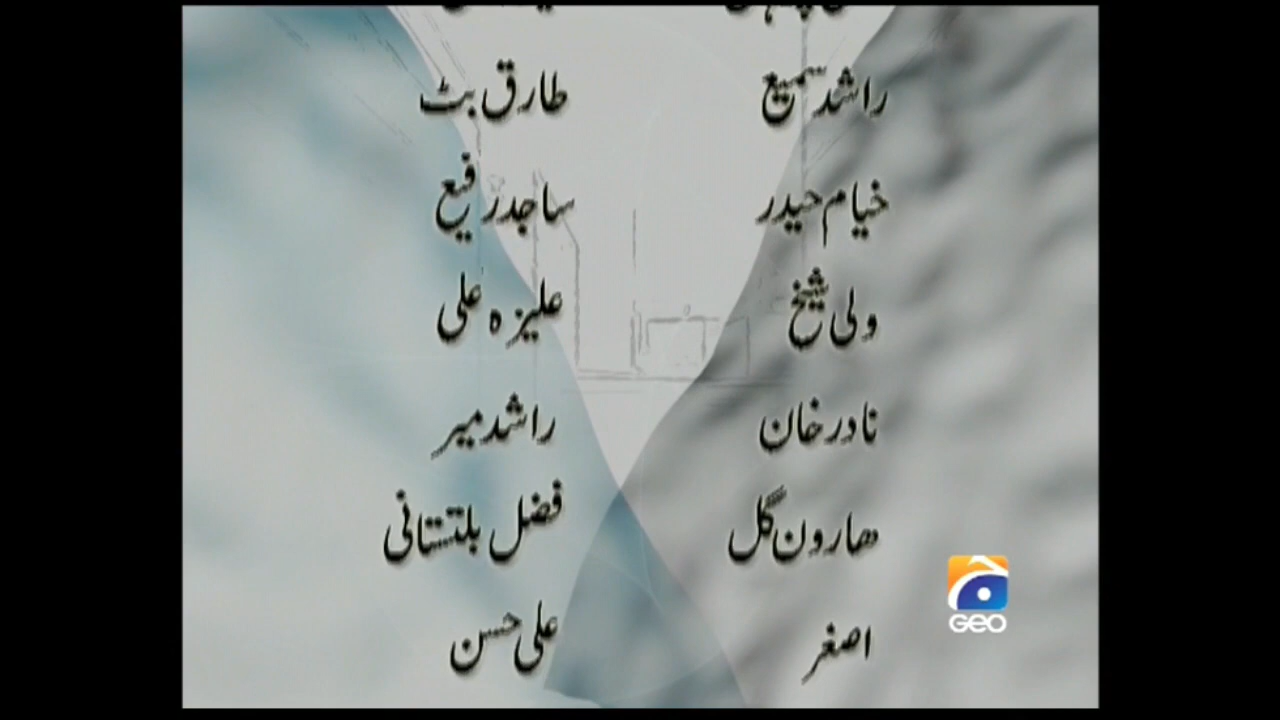 راشد سمیع طارق بٹ
خیام حیدر ساجد رفیع
ولی شیخ علیزہ علی
نادر خان راشد میر
ھارون گل فضل بلتستانی
اصغر علی حسن
GEO